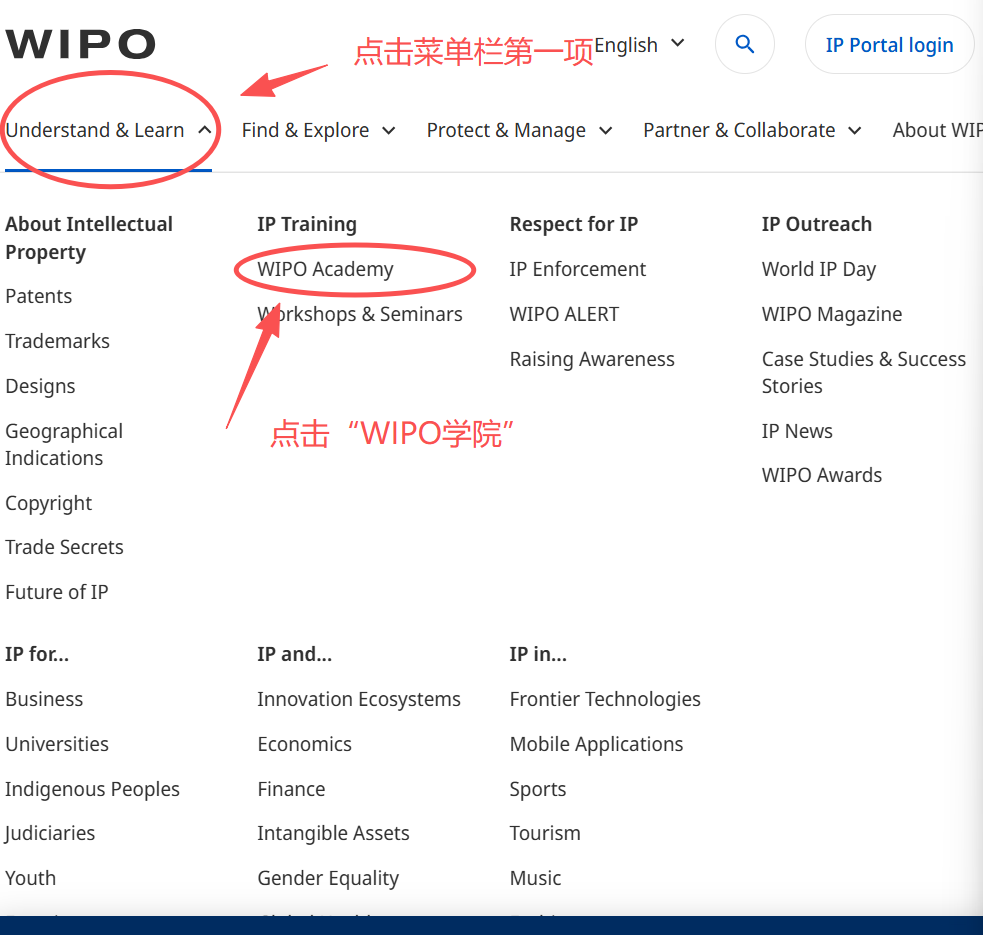 WIPO
点击菜单栏第一项
English
IP Portal login
Understand & Learn
Find & Explore
Protect & Manage
Partner & Collaborate
About WIP
About Intellectual
Property
Patents
Trademarks
Designs
Geographical
Indications
Copyright
Trade Secrets
Future of IP
IP Training
WIPO Academy
Workshops & Seminars
点击“WIPO学院”
Respect for IP
IP Enforcement
WIPO ALERT
Raising Awareness
IP Outreach
World IP Day
WIPO Magazine
Case Studies & Success
Stories
IP News
WIPO Awards
IP for...
Business
Universities
Indigenous Peoples
Judiciaries
Youth
IP and...
Innovation Ecosystems
Economics
Finance
Intangible Assets
Gender Equality
IP in...
Frontier Technologies
Mobile Applications
Sports
Tourism
Music